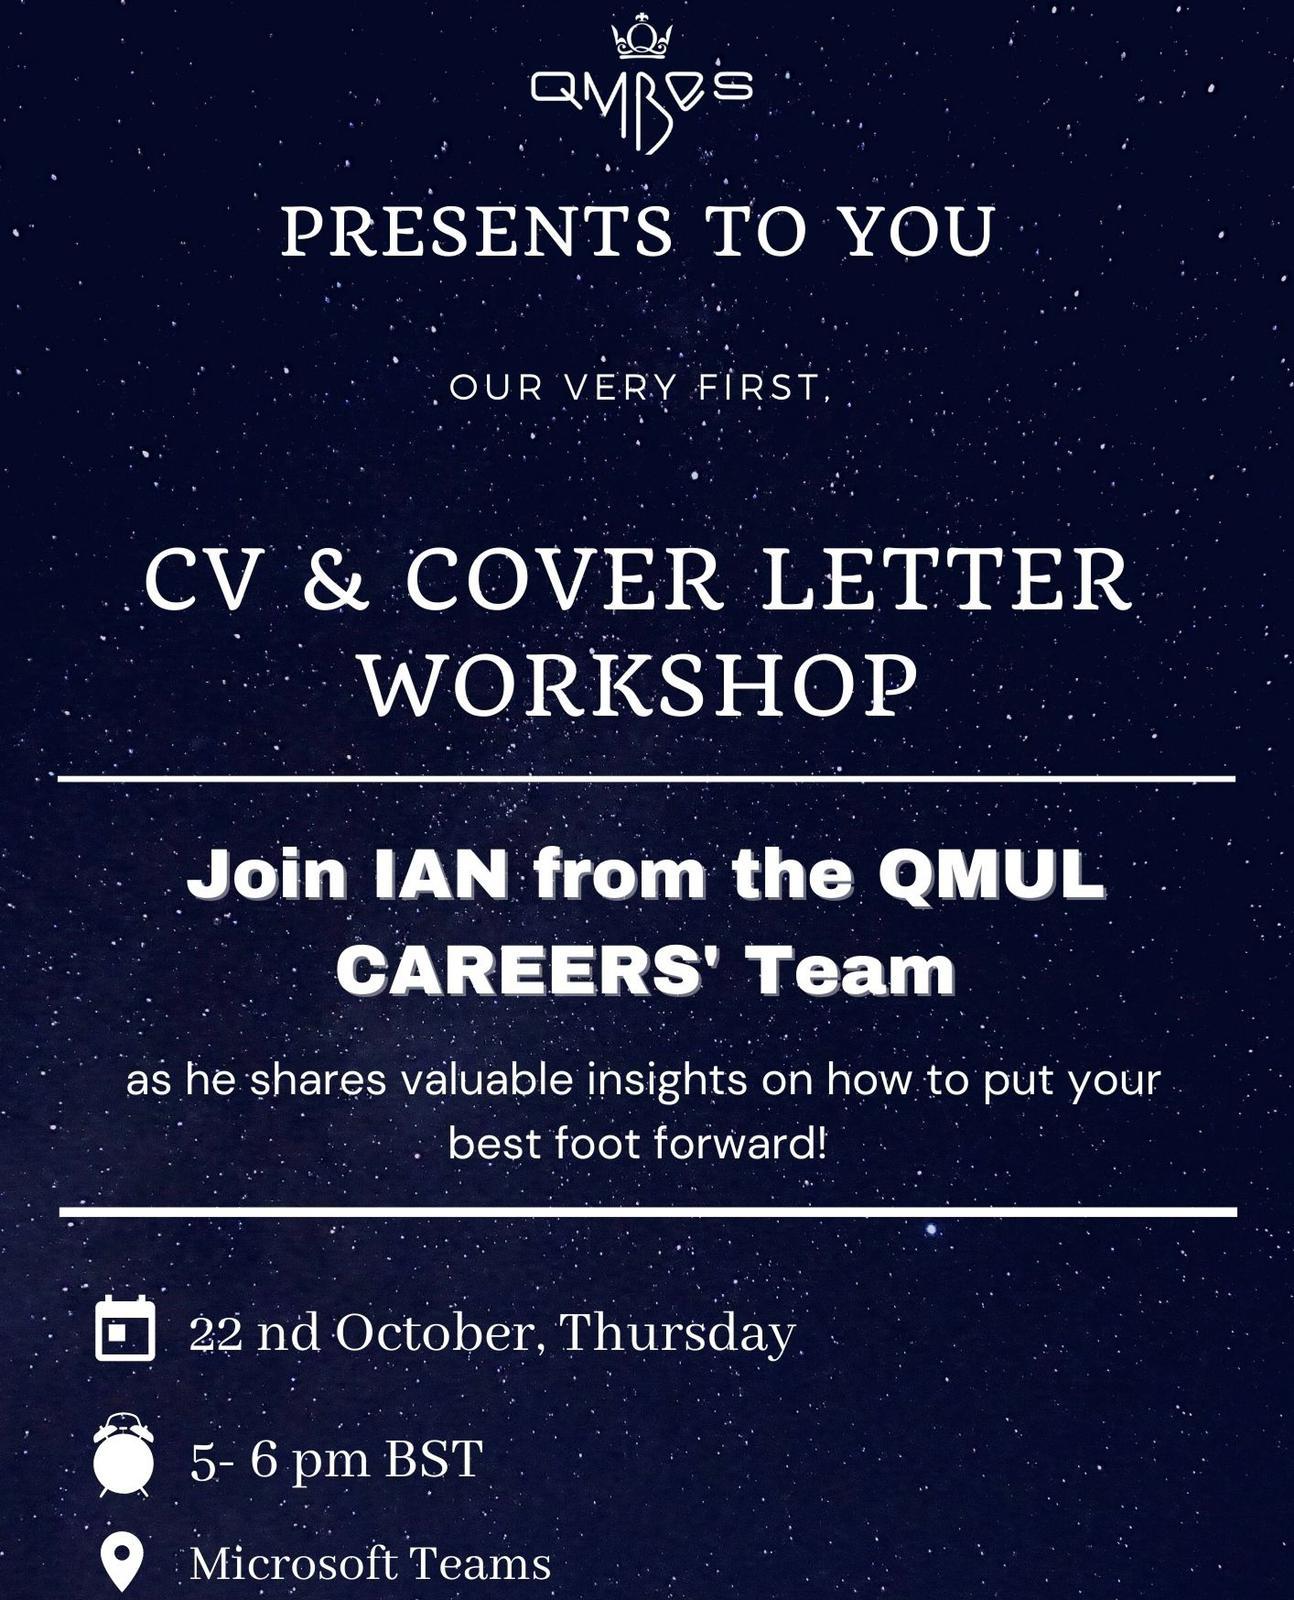 QMBDS
PRESENTS TO YOU
OUR VERY FIRST,
CV & COVER LETTER
WORKSHOP
Join IAN from the QMUL
CAREERS' Team
as he shares valuable insights on how to put your
best foot forward!
22 nd October, Thursday
5- 6 pm BST
Microsoft Teams